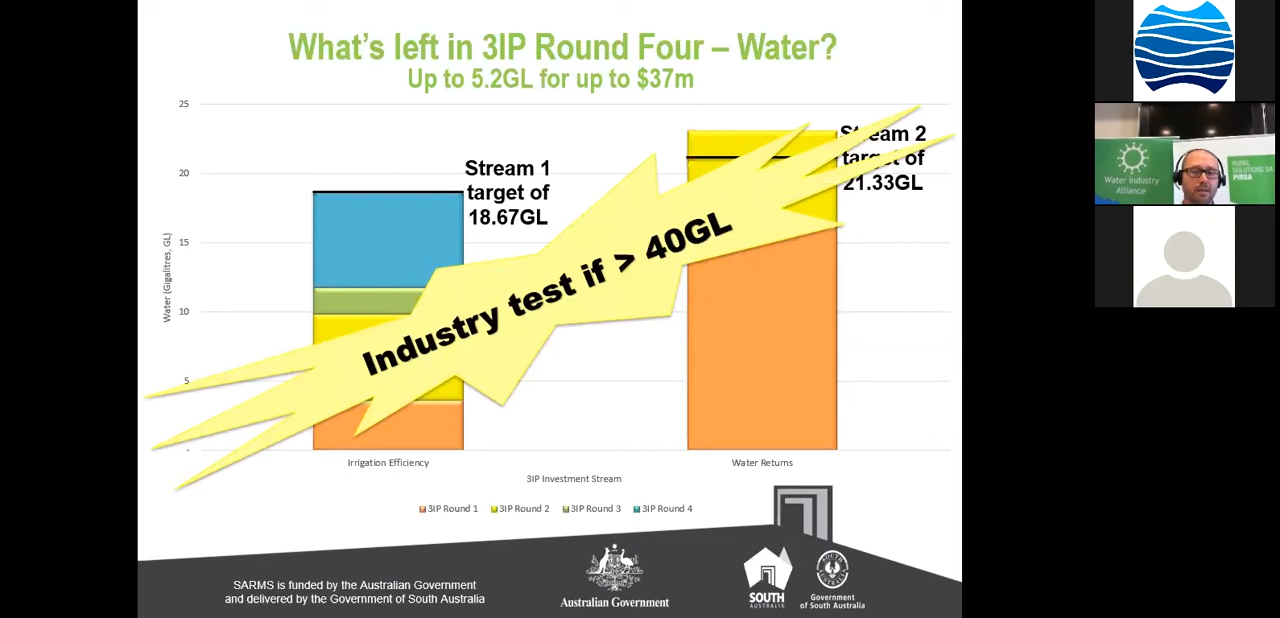 What's left in 3IP Round Four – Water?
Up to 5.2GL for up to $37m
25
20
15
10
5
-
Water (Gigalitres, GL)
Stream 1
target of
18.67GL
Stream 2
target of
21.33GL
Industry test if > 40GL
Irrigation Efficiency
Water Returns
3IP Investment Stream
3IP Round 1
3IP Round 2
3IP Round 3
3IP Round 4
SARMS is funded by the Australian Government
and delivered by the Government of South Australia
Australian Government
SOUTH
AUSTRALIA
Government
of South Australia
Water Industry
Alliance
RURAL
SOLUTIONS SA
PIRSA